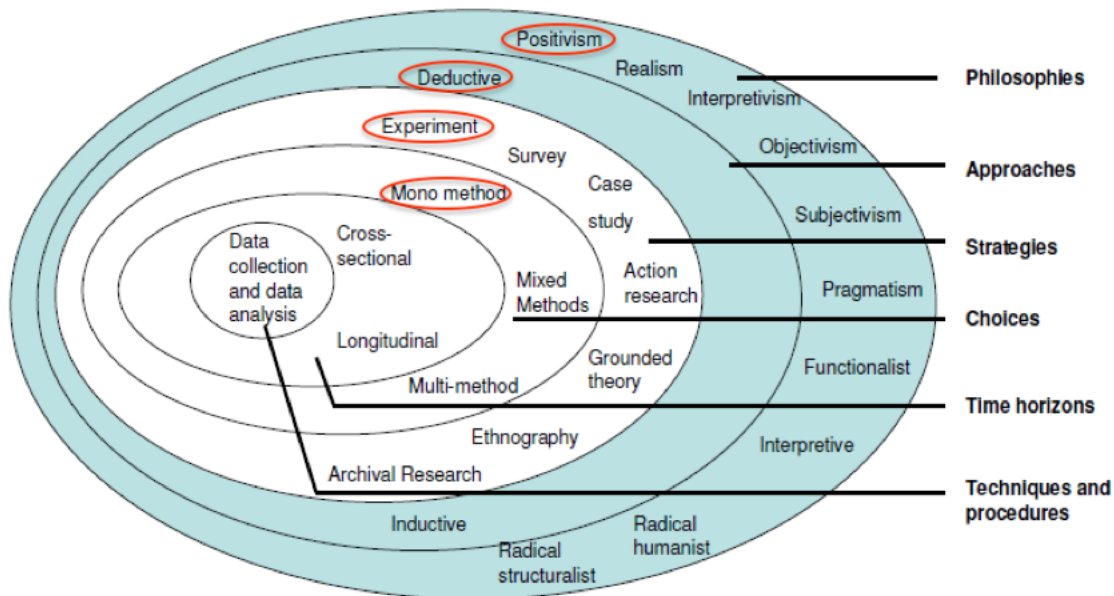 Positivism
Realism
Interpretivism
Objectivism
Subjectivism
Pragmatism
Functionalist
Interpretive
Radical
humanist
Radical
structuralist
Deductive
Inductive
Experiment
Survey
Case
study
Action
research
Grounded
theory
Ethnography
Archival Research
Mono method
Mixed
Methods
Multi-method
Cross-
sectional
Longitudinal
Data
collection
and data
analysis
Philosophies
Approaches
Strategies
Choices
Time horizons
Techniques and
procedures